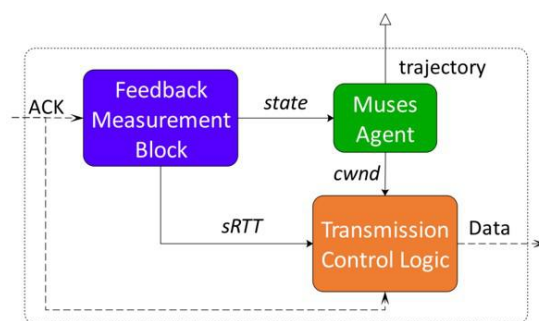 trajectory
ACK
Feedback
Measurement
Block
state
Muses
Agent
cwnd
sRTT
Transmission
Control Logic
Data